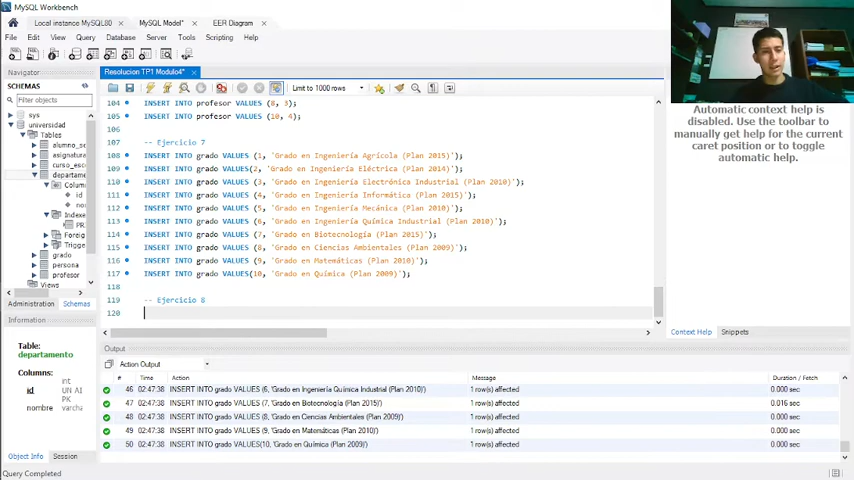 MySQL Workbench
Local instance MySQL80 ×
MySQL Model* ×
EER Diagram ×
File Edit View Query Database Server Tools Scripting Help
Navigator
SCHEMAS
Filter objects
sys
universidad
Tables
alumno_se
asignatura
curso_esco
departame
Column
id
no
Indexe
PR
Foreig
Trigge
grado
persona
profesor
Views
Administration Schemas
Information
Table:
departamento
Columns:
id int
UN AI
PK
nombre varcha
Object Info Session
Query Completed
Resolucion TP1 Modulo4* ×
Limit to 1000 rows
104 INSERT INTO profesor VALUES (8, 3);
105 INSERT INTO profesor VALUES (10, 4);
106
107 -- Ejercicio 7
108 INSERT INTO grado VALUES (1, 'Grado en Ingeniería Agrícola (Plan 2015)');
109 INSERT INTO grado VALUES(2, 'Grado en Ingeniería Eléctrica (Plan 2014)');
110 INSERT INTO grado VALUES (3, 'Grado en Ingeniería Electrónica Industrial (Plan 2010)');
111 INSERT INTO grado VALUES (4, 'Grado en Ingeniería Informática (Plan 2015)');
112 INSERT INTO grado VALUES (5, 'Grado en Ingeniería Mecánica (Plan 2010)');
113 INSERT INTO grado VALUES (6, 'Grado en Ingeniería Química Industrial (Plan 2010)');
114 INSERT INTO grado VALUES (7, 'Grado en Biotecnología (Plan 2015)');
115 INSERT INTO grado VALUES (8, 'Grado en Ciencias Ambientales (Plan 2009)');
116 INSERT INTO grado VALUES (9, 'Grado en Matemáticas (Plan 2010)');
117 INSERT INTO grado VALUES(10, 'Grado en Química (Plan 2009)');
118
119 -- Ejercicio 8
120
Automatic context help is
disabled. Use the toolbar to
manually get help for the current
caret position or to toggle
automatic help.
Context Help Snippets
Output
Action Output
# Time Action Message Duration / Fetch
46 02:47:38 INSERT INTO grado VALUES (6, 'Grado en Ingeniería Química Industrial (Plan 2010)') 1 row(s) affected 0.000 sec
47 02:47:38 INSERT INTO grado VALUES (7, 'Grado en Biotecnología (Plan 2015)') 1 row(s) affected 0.016 sec
48 02:47:38 INSERT INTO grado VALUES (8, 'Grado en Ciencias Ambientales (Plan 2009)') 1 row(s) affected 0.000 sec
49 02:47:38 INSERT INTO grado VALUES (9, 'Grado en Matemáticas (Plan 2010)') 1 row(s) affected 0.000 sec
50 02:47:38 INSERT INTO grado VALUES(10, 'Grado en Química (Plan 2009)') 1 row(s) affected 0.000 sec